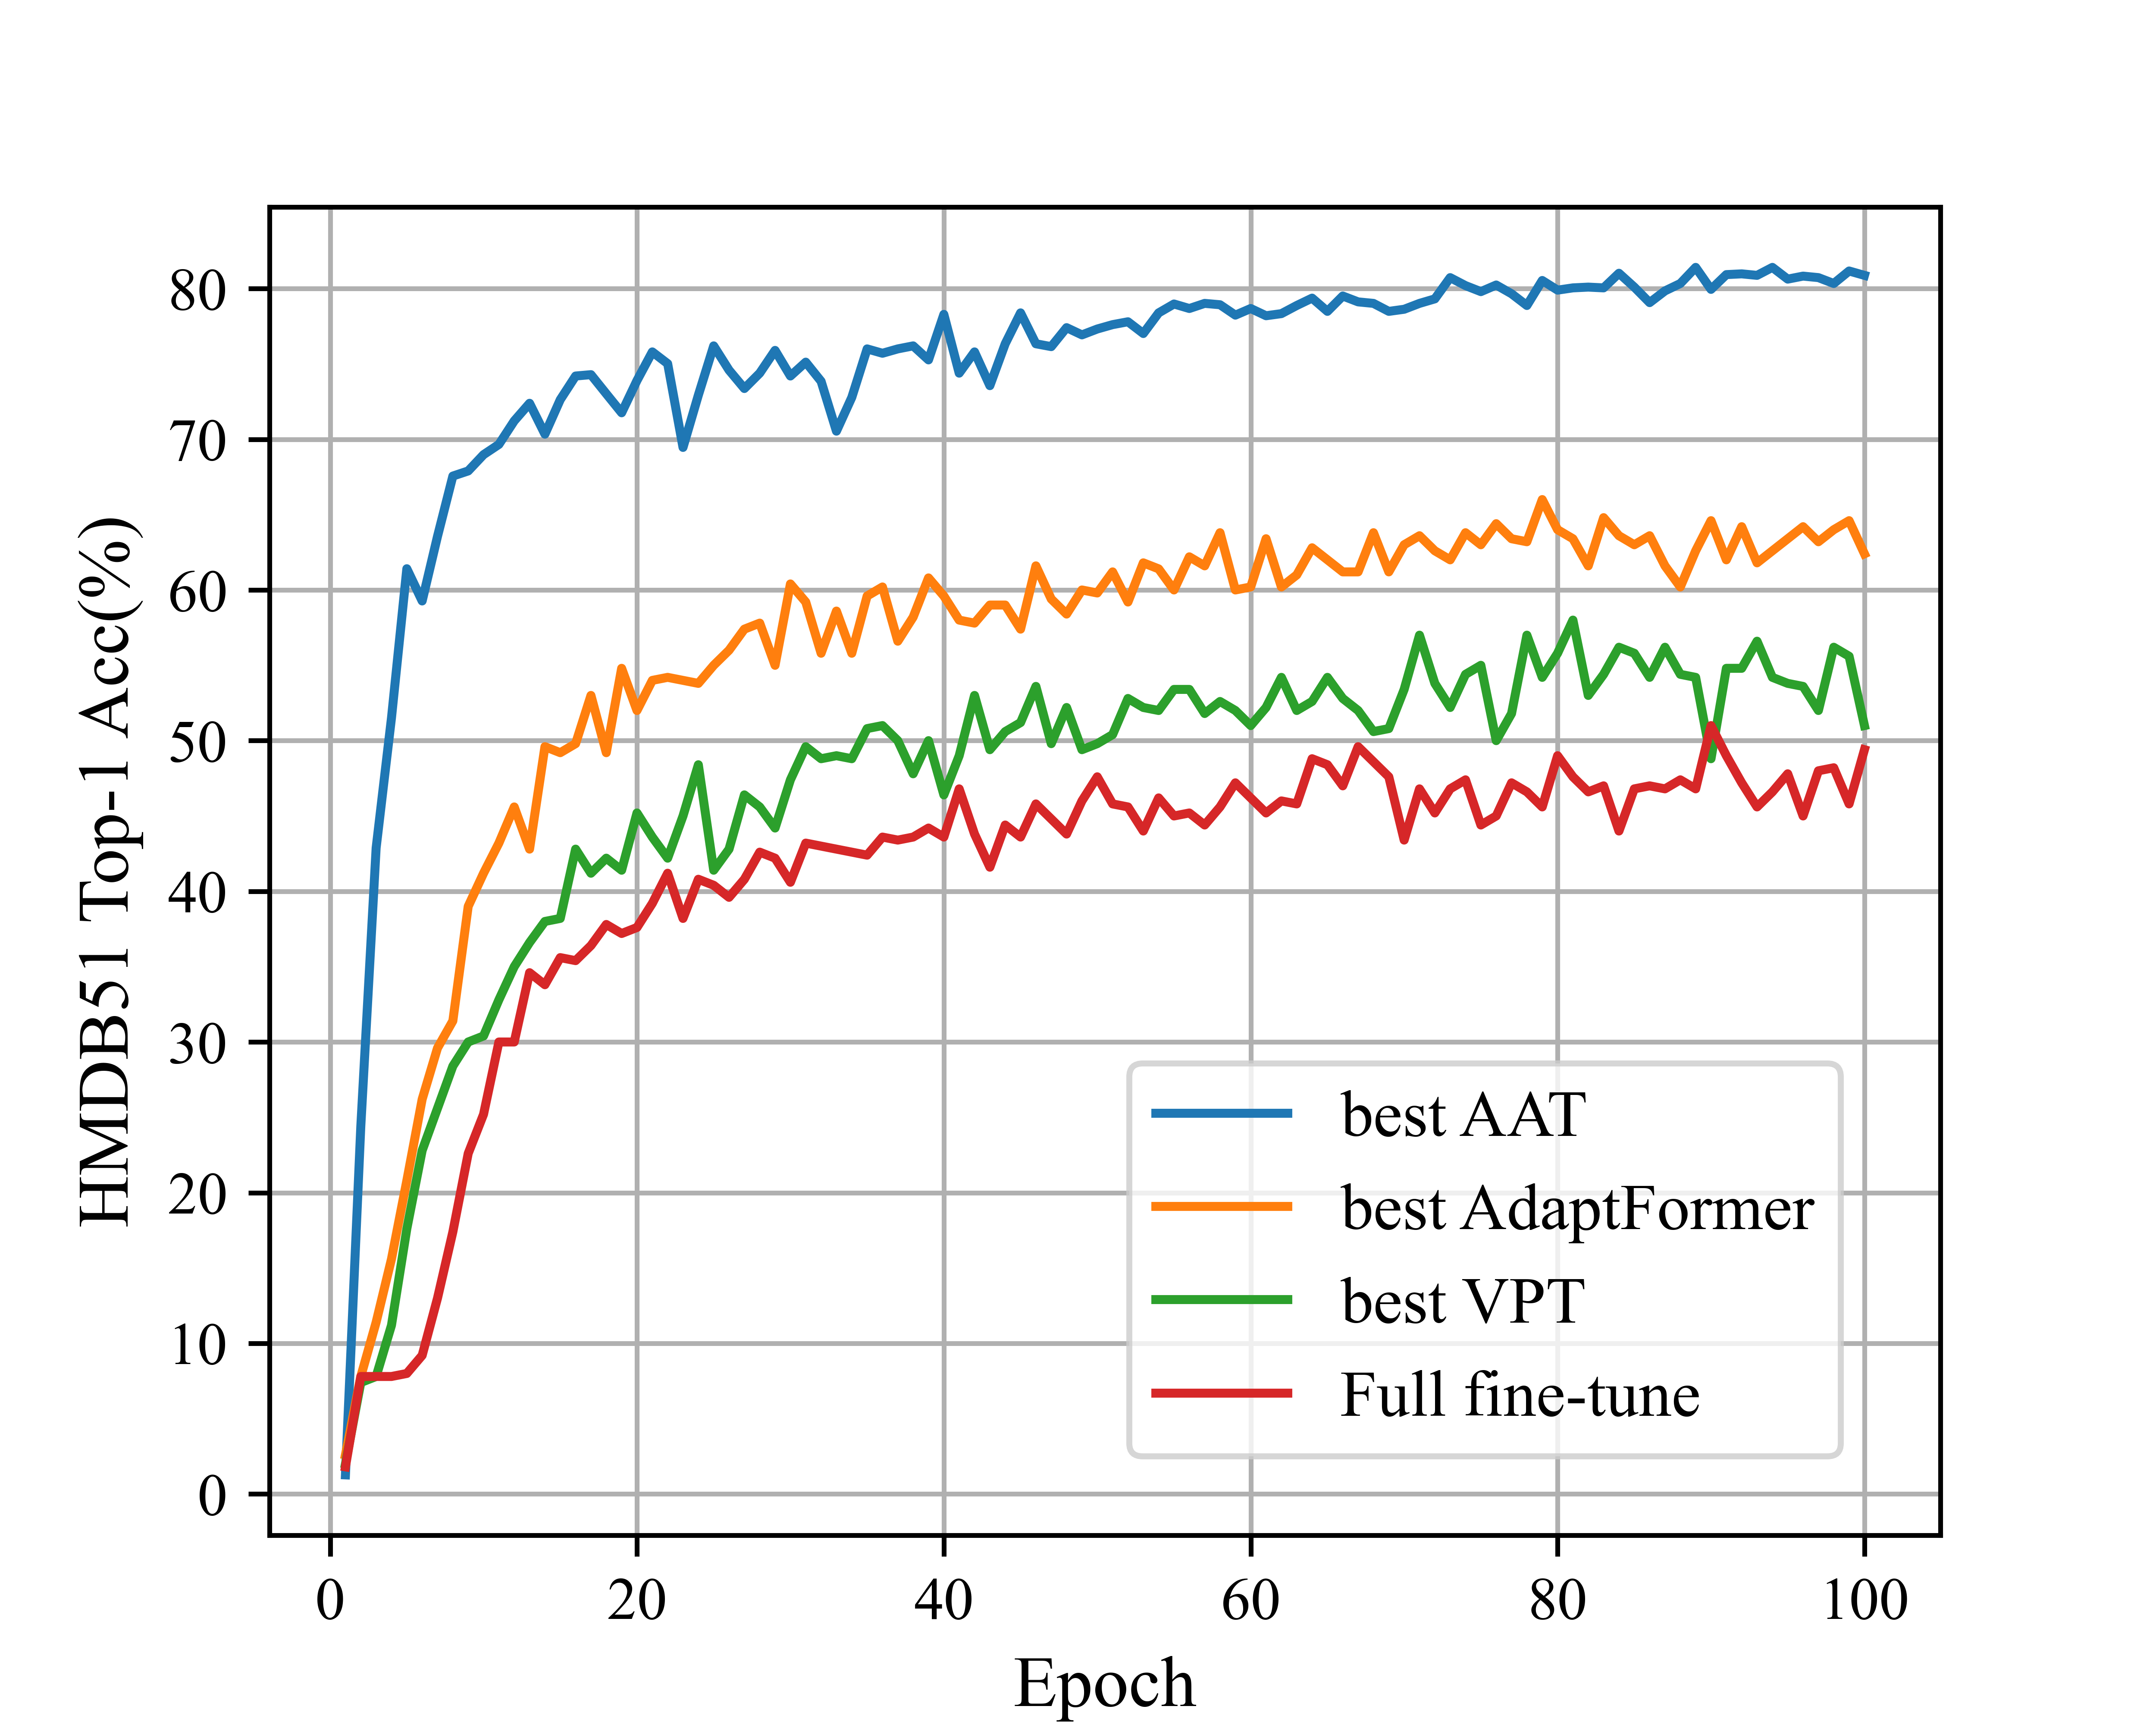 HMDB51 Top-1 Acc(%)
80
70
60
50
40
30
20
10
0
best AAT
best AdaptFormer
best VPT
Full fine-tune
0 20 40 60 80 100
Epoch